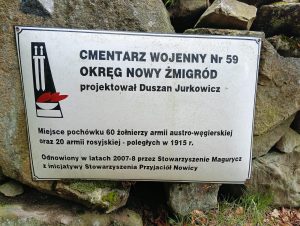 CMENTARZ WOJENNY Nr 59
OKRĘG NOWY ŻMIGRÓD
projektował Duszan Jurkowicz
Miejsce pochówku 60 żołnierzy armii austro-węgierskiej
oraz 20 armii rosyjskiej - poległych w 1915 r.
Odnowiony w latach 2007-8 przez Stowarzyszenie Magurycz
z inicjatywy Stowarzyszenia Przyjaciół Nowicy